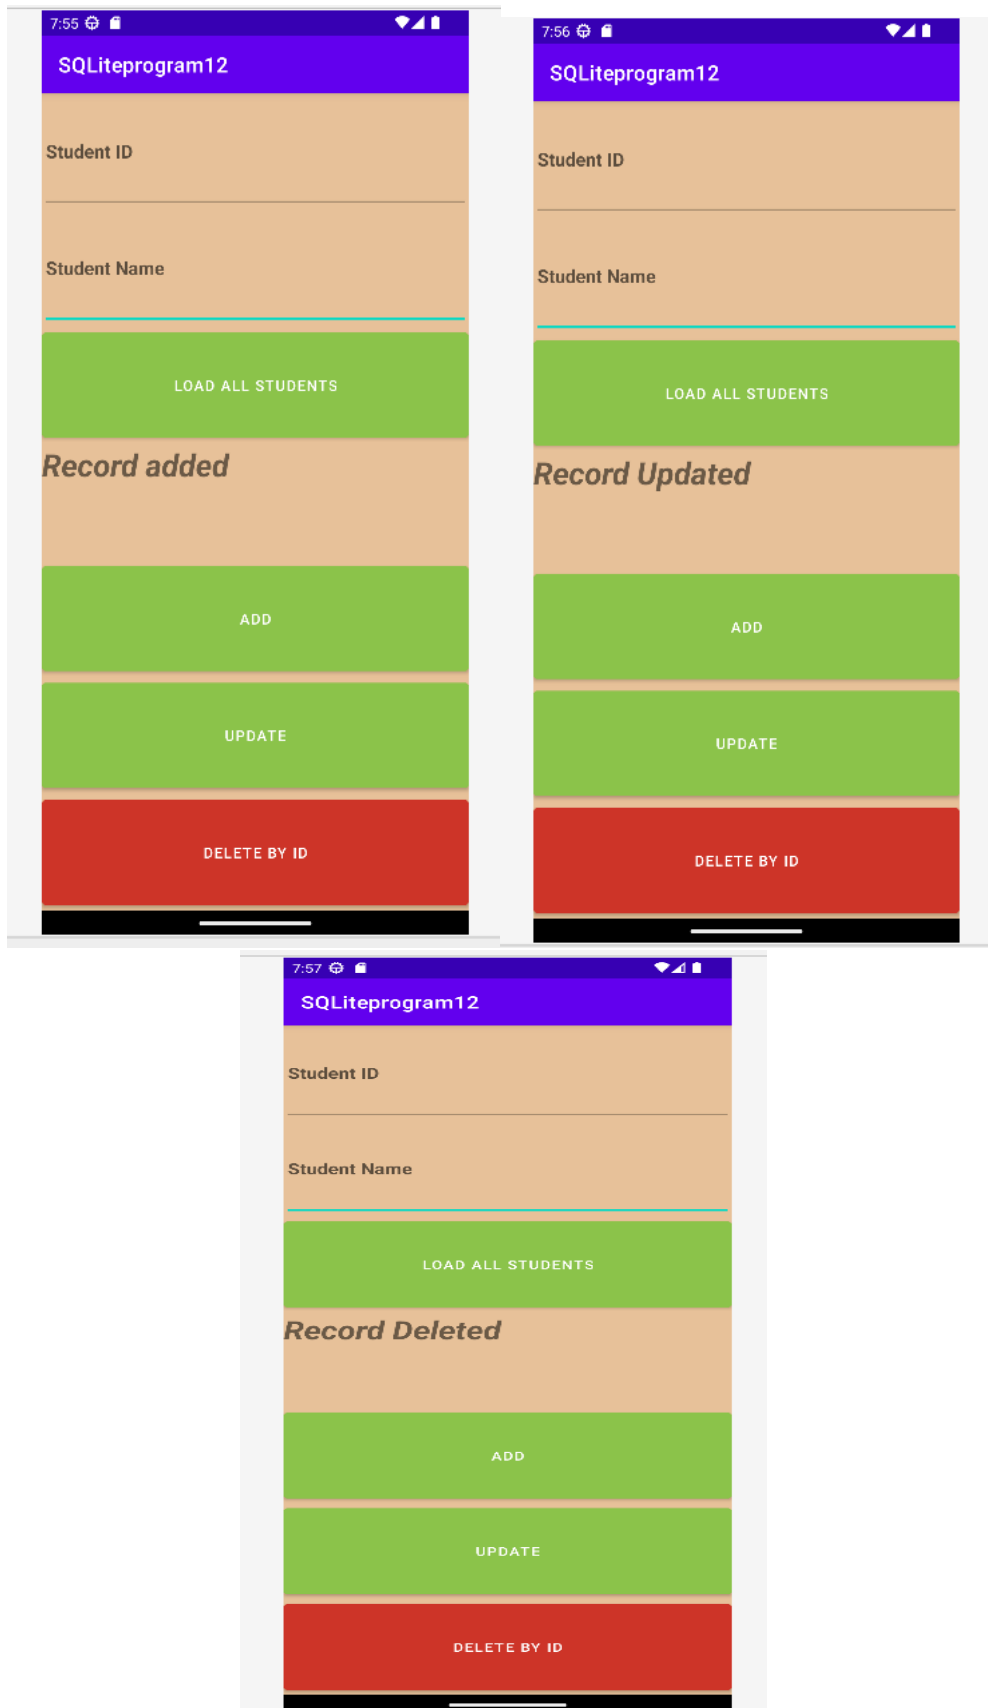 7:55
SQLiteprogram12
Student ID
Student Name
LOAD ALL STUDENTS
Record added
ADD
UPDATE
DELETE BY ID
7:56
SQLiteprogram12
Student ID
Student Name
LOAD ALL STUDENTS
Record Updated
ADD
UPDATE
DELETE BY ID
7:57
SQLiteprogram12
Student ID
Student Name
LOAD ALL STUDENTS
Record Deleted
ADD
UPDATE
DELETE BY ID